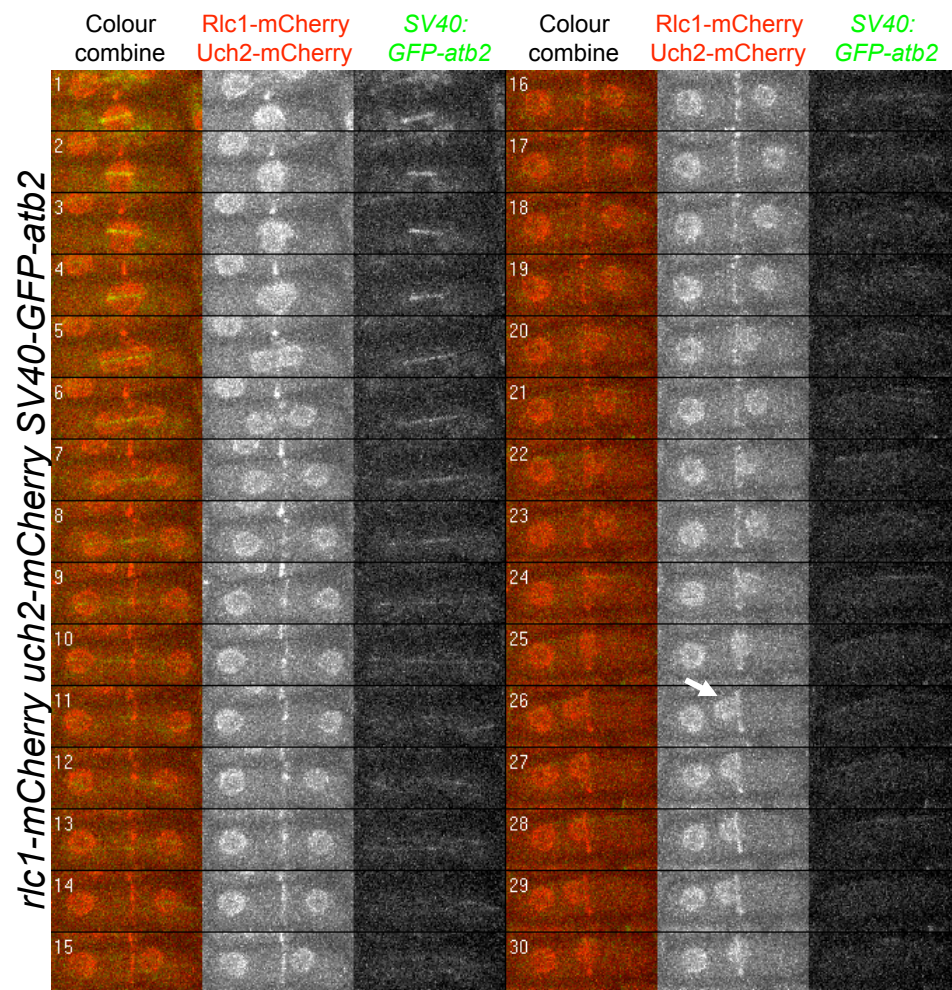 Colour
combine
Rlc1-mCherry
Uch2-mCherry
SV40:
GFP-atb2
Colour
combine
Rlc1-mCherry
Uch2-mCherry
SV40:
GFP-atb2
rlc1-mCherry uch2-mCherry SV40-GFP-atb2
1
2
3
4
5
6
7
8
9
10
11
12
13
14
15
16
17
18
19
20
21
22
23
24
25
26
27
28
29
30